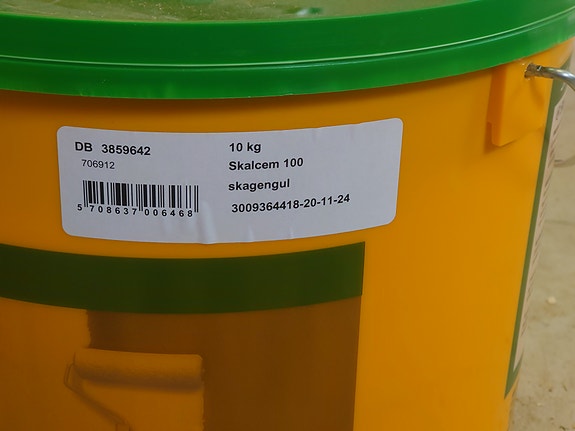 DB 3859642
706912
5 708637 006468
10 kg
Skalcem 100
skagengul
3009364418-20-11-24